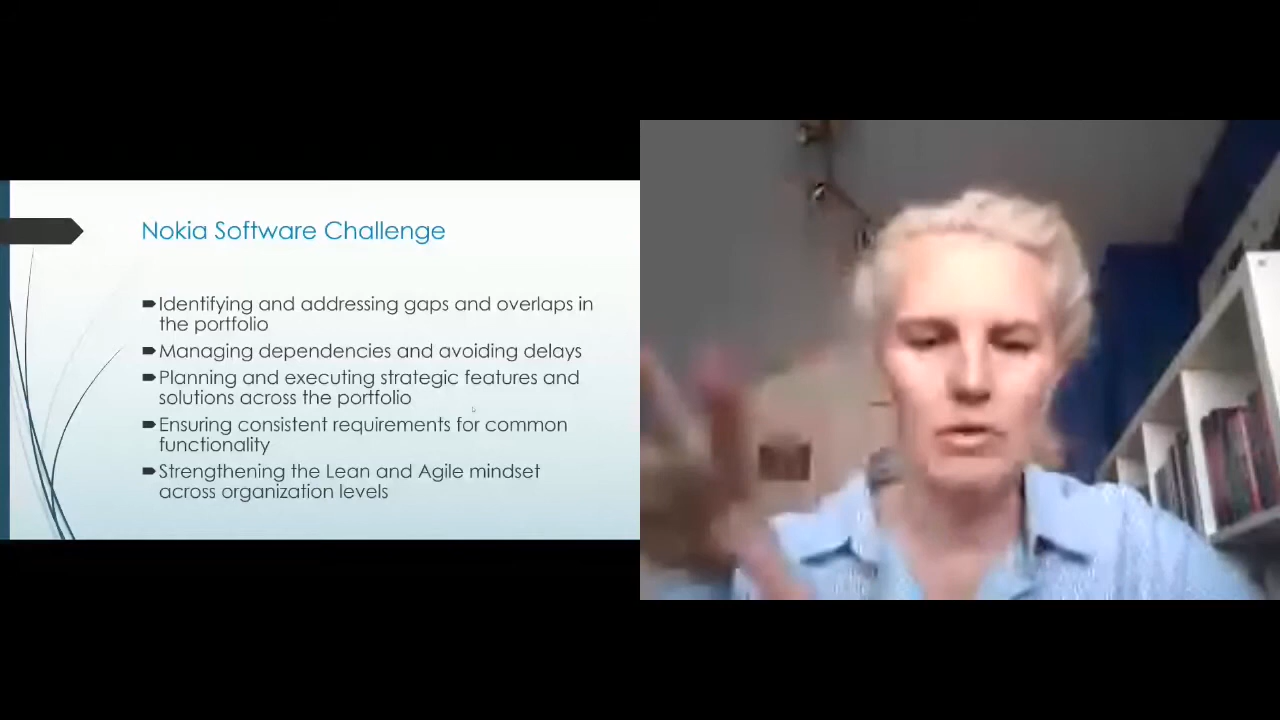 Nokia Software Challenge
Identifying and addressing gaps and overlaps in
the portfolio
Managing dependencies and avoiding delays
Planning and executing strategic features and
solutions across the portfolio
Ensuring consistent requirements for common
functionality
Strengthening the Lean and Agile mindset
across organization levels